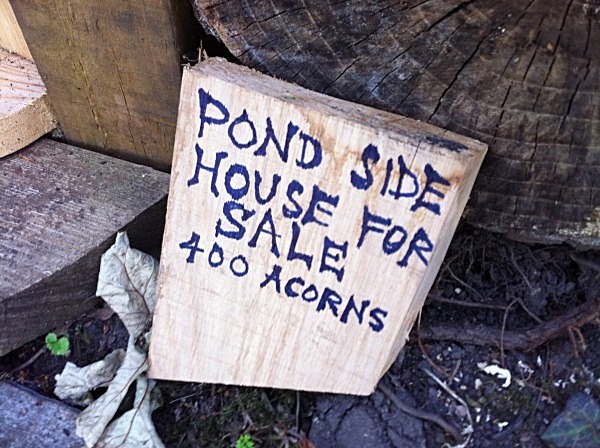 POND SIDE
HOUSE FOR
SALE
400 ACORNS